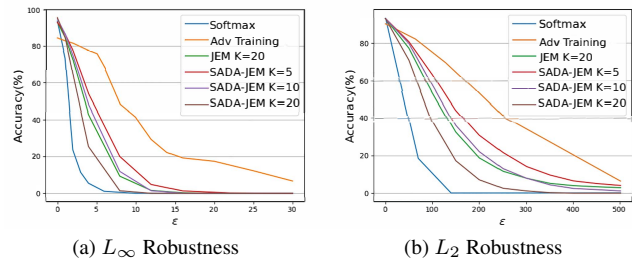 100
80
60
40
20
0
Accuracy(%)
0 5 10 15 20 25 30
ε
Softmax
Adv Training
JEM K=20
SADA-JEM K=5
SADA-JEM K=10
SADA-JEM K=20
(a) L∞ Robustness
80
60
40
20
0
Accuracy(%)
0 100 200 300 400 500
ε
Softmax
Adv Training
JEM K=20
SADA-JEM K=5
SADA-JEM K=10
SADA-JEM K=20
(b) L2 Robustness